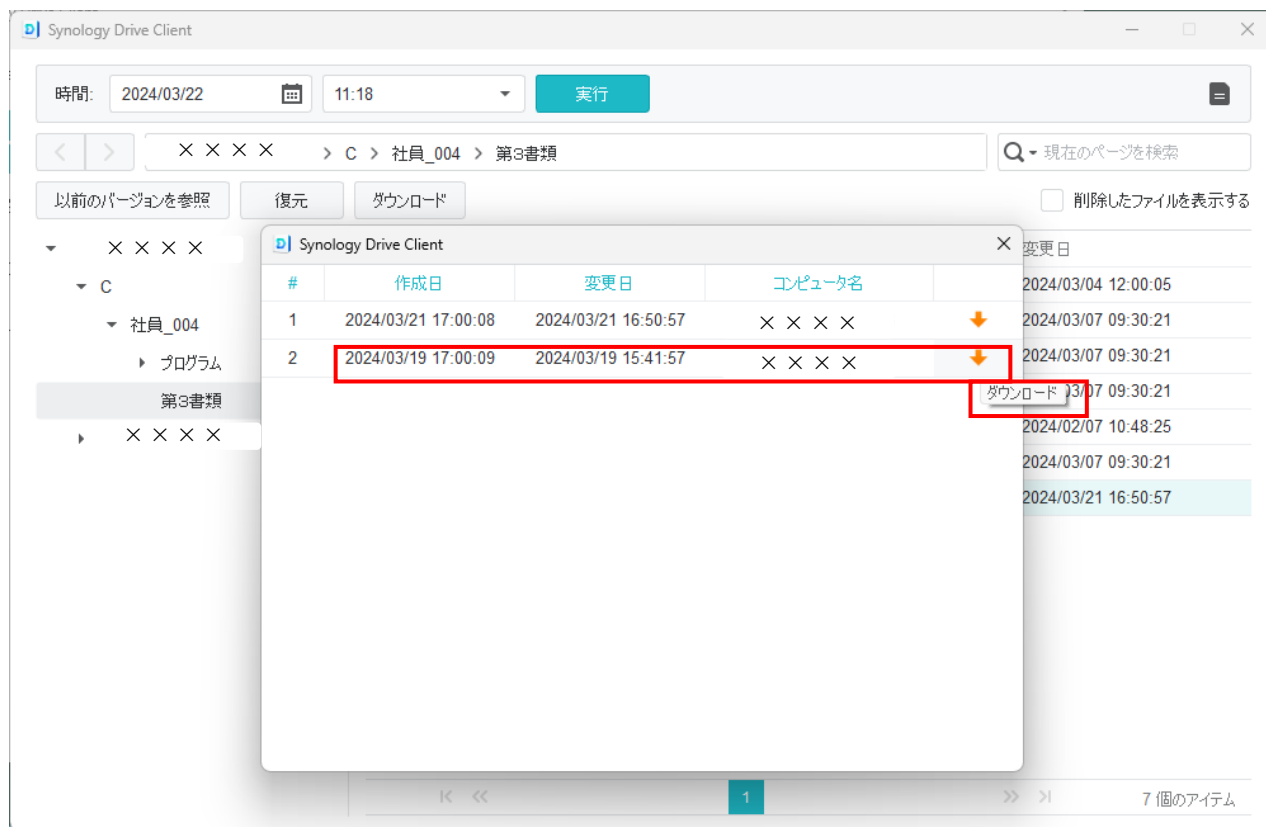 Synology Drive Client
時間: 2024/03/22 11:18 実行
×××× > C > 社員_004 > 第3書類 現在のページを検索
以前のバージョンを参照 復元 ダウンロード 削除したファイルを表示する
××××
C
社員_004
プログラム
第3書類
××××
Synology Drive Client
# 作成日 変更日 コンピュータ名
1 2024/03/21 17:00:08 2024/03/21 16:50:57 ××××
2 2024/03/19 17:00:09 2024/03/19 15:41:57 ××××
ダウンロード
変更日
2024/03/04 12:00:05
2024/03/07 09:30:21
2024/03/07 09:30:21
03/07 09:30:21
2024/02/07 10:48:25
2024/03/07 09:30:21
2024/03/21 16:50:57
1
7 個のアイテム